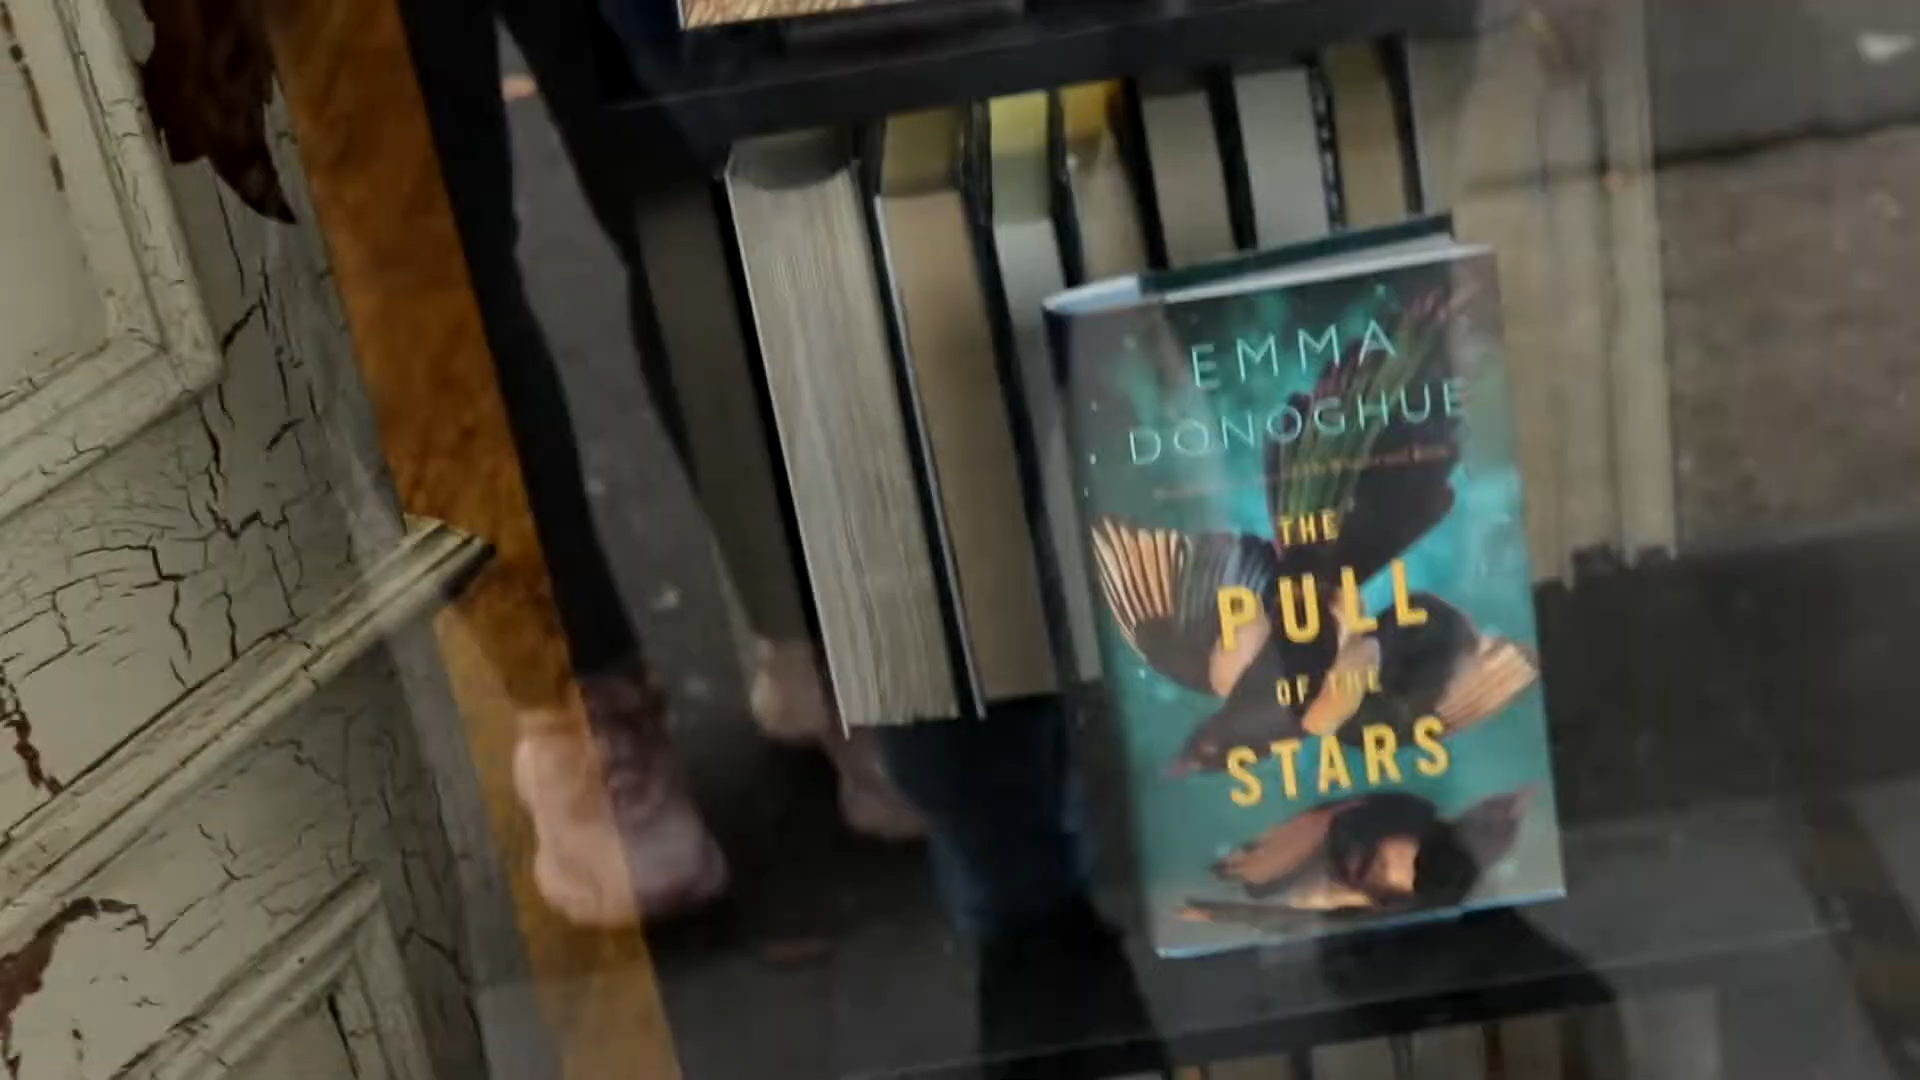 EMMA
DONOGHUE
THE
PULL
OF THE
STARS